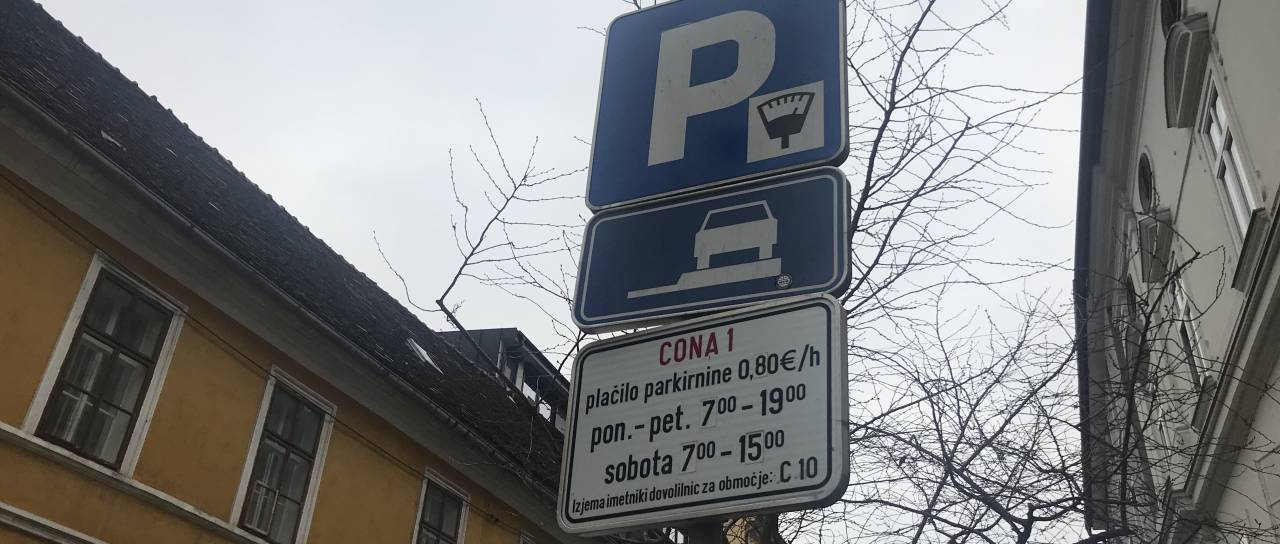 P
CONA 1
plačilo parkirnine 0,80€/h
pon.-pet. 7⁰⁰-19⁰⁰
sobota 7⁰⁰-15⁰⁰
Izjema imetniki dovolilnic za območje: C 10